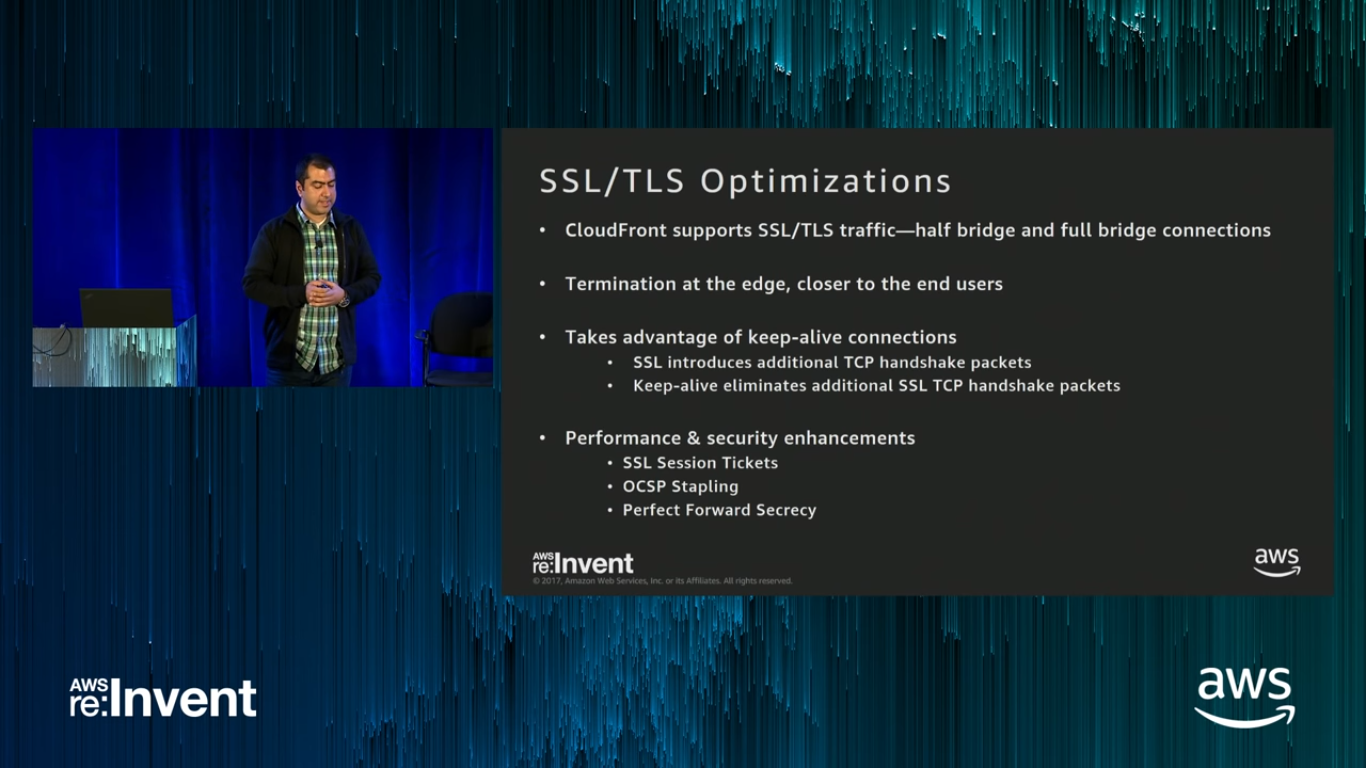 SSL/TLS Optimizations
• CloudFront supports SSL/TLS traffic—half bridge and full bridge connections
• Termination at the edge, closer to the end users
• Takes advantage of keep-alive connections
• SSL introduces additional TCP handshake packets
• Keep-alive eliminates additional SSL TCP handshake packets
• Performance & security enhancements
• SSL Session Tickets
• OCSP Stapling
• Perfect Forward Secrecy
AWS
re:Invent
aws
© 2017, Amazon Web Services, Inc. or its Affiliates. All rights reserved.
AWS
re:Invent
aws